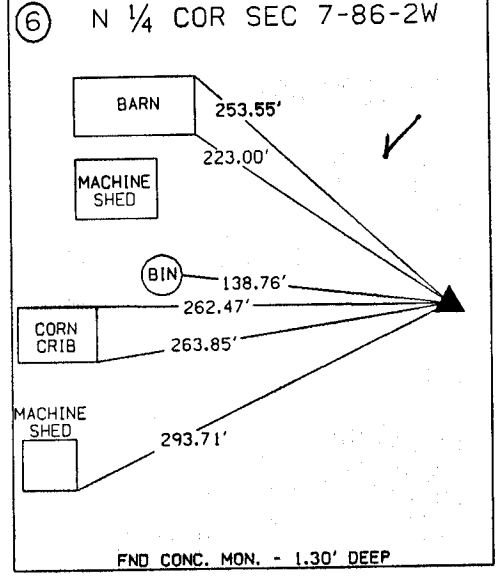 6 N 1/4 COR SEC 7-86-2W
BARN
253.55'
223.00'
MACHINE
SHED
BIN
138.76'
262.47'
CORN
CRIB
263.85'
MACHINE
SHED
293.71'
FND CONC. MON. - 1.30' DEEP